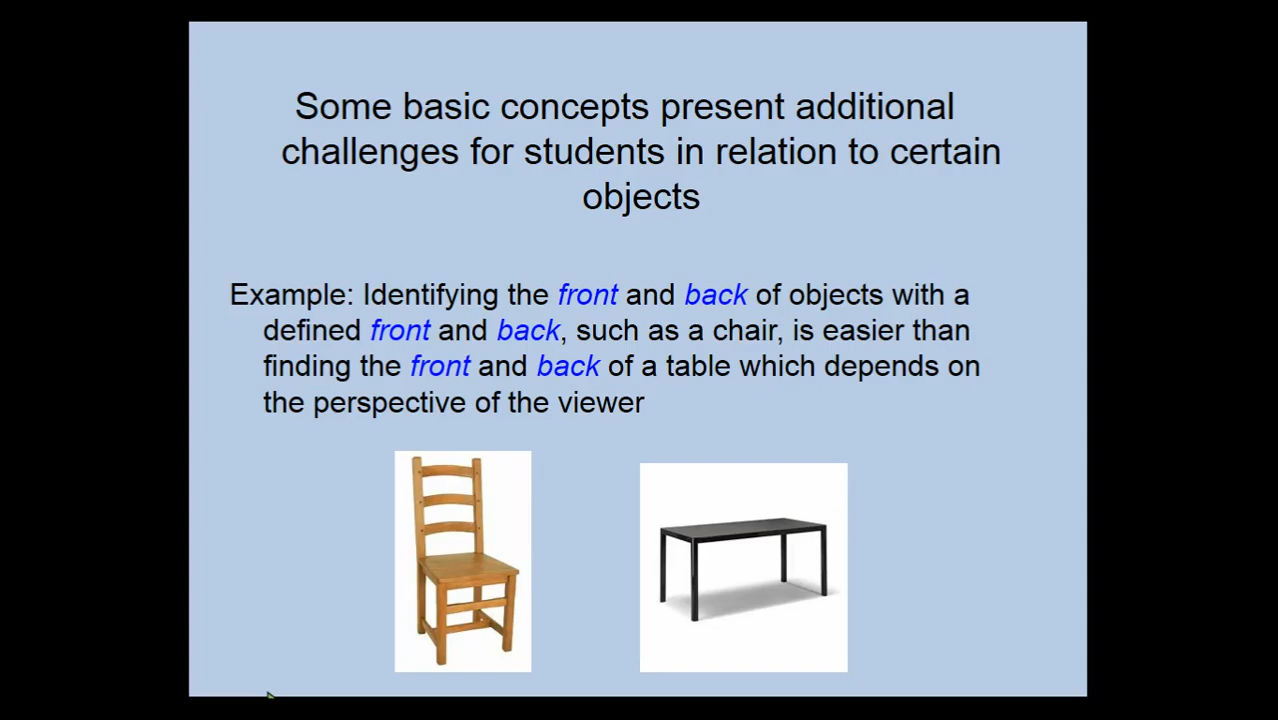 Some basic concepts present additional
challenges for students in relation to certain
objects
Example: Identifying the front and back of objects with a
defined front and back, such as a chair, is easier than
finding the front and back of a table which depends on
the perspective of the viewer